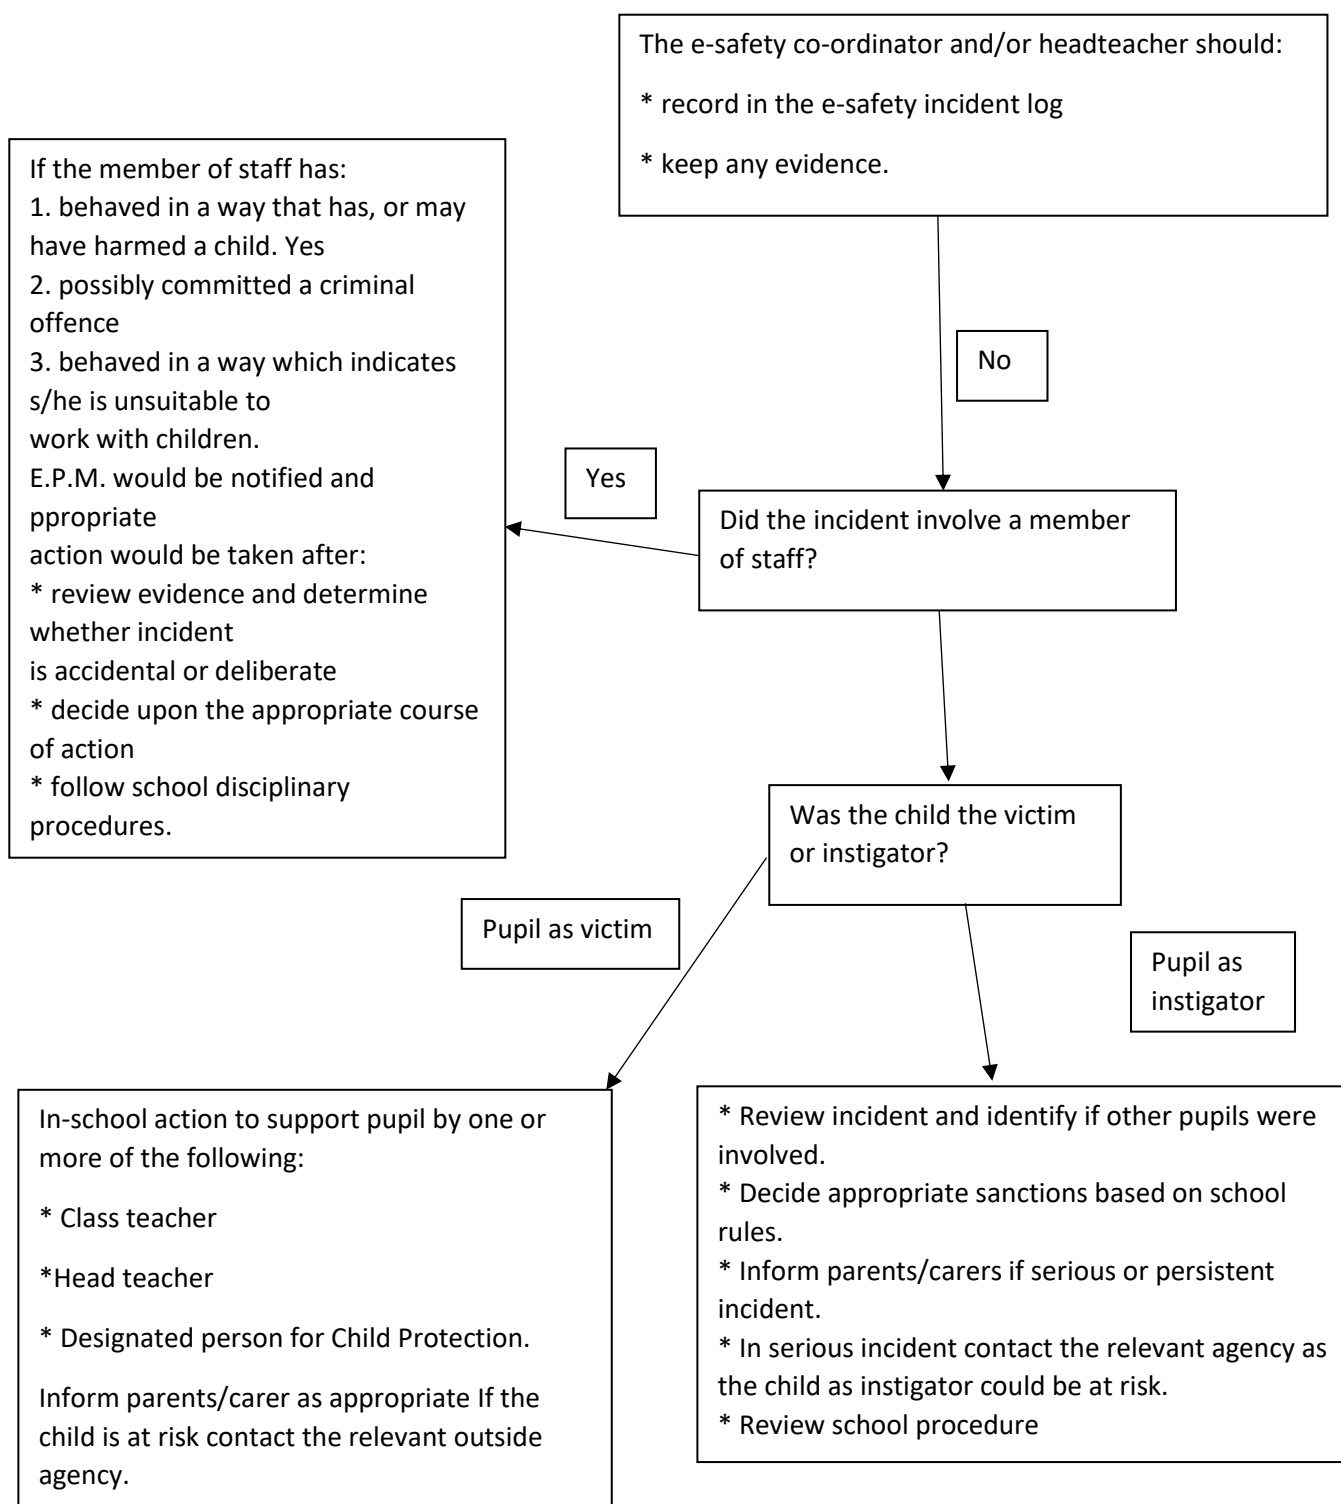 The e-safety co-ordinator and/or headteacher should:
* record in the e-safety incident log
* keep any evidence.
If the member of staff has:
1. behaved in a way that has, or may
have harmed a child. Yes
2. possibly committed a criminal
offence
3. behaved in a way which indicates
s/he is unsuitable to
work with children.
E.P.M. would be notified and
ppropriate
action would be taken after:
* review evidence and determine
whether incident
is accidental or deliberate
* decide upon the appropriate course
of action
* follow school disciplinary
procedures.
No
Yes
Did the incident involve a member
of staff?
Was the child the victim
or instigator?
Pupil as victim
Pupil as
instigator
In-school action to support pupil by one or
more of the following:
* Class teacher
*Head teacher
* Designated person for Child Protection.
Inform parents/carer as appropriate If the
child is at risk contact the relevant outside
agency.
* Review incident and identify if other pupils were
involved.
* Decide appropriate sanctions based on school
rules.
* Inform parents/carers if serious or persistent
incident.
* In serious incident contact the relevant agency as
the child as instigator could be at risk.
* Review school procedure